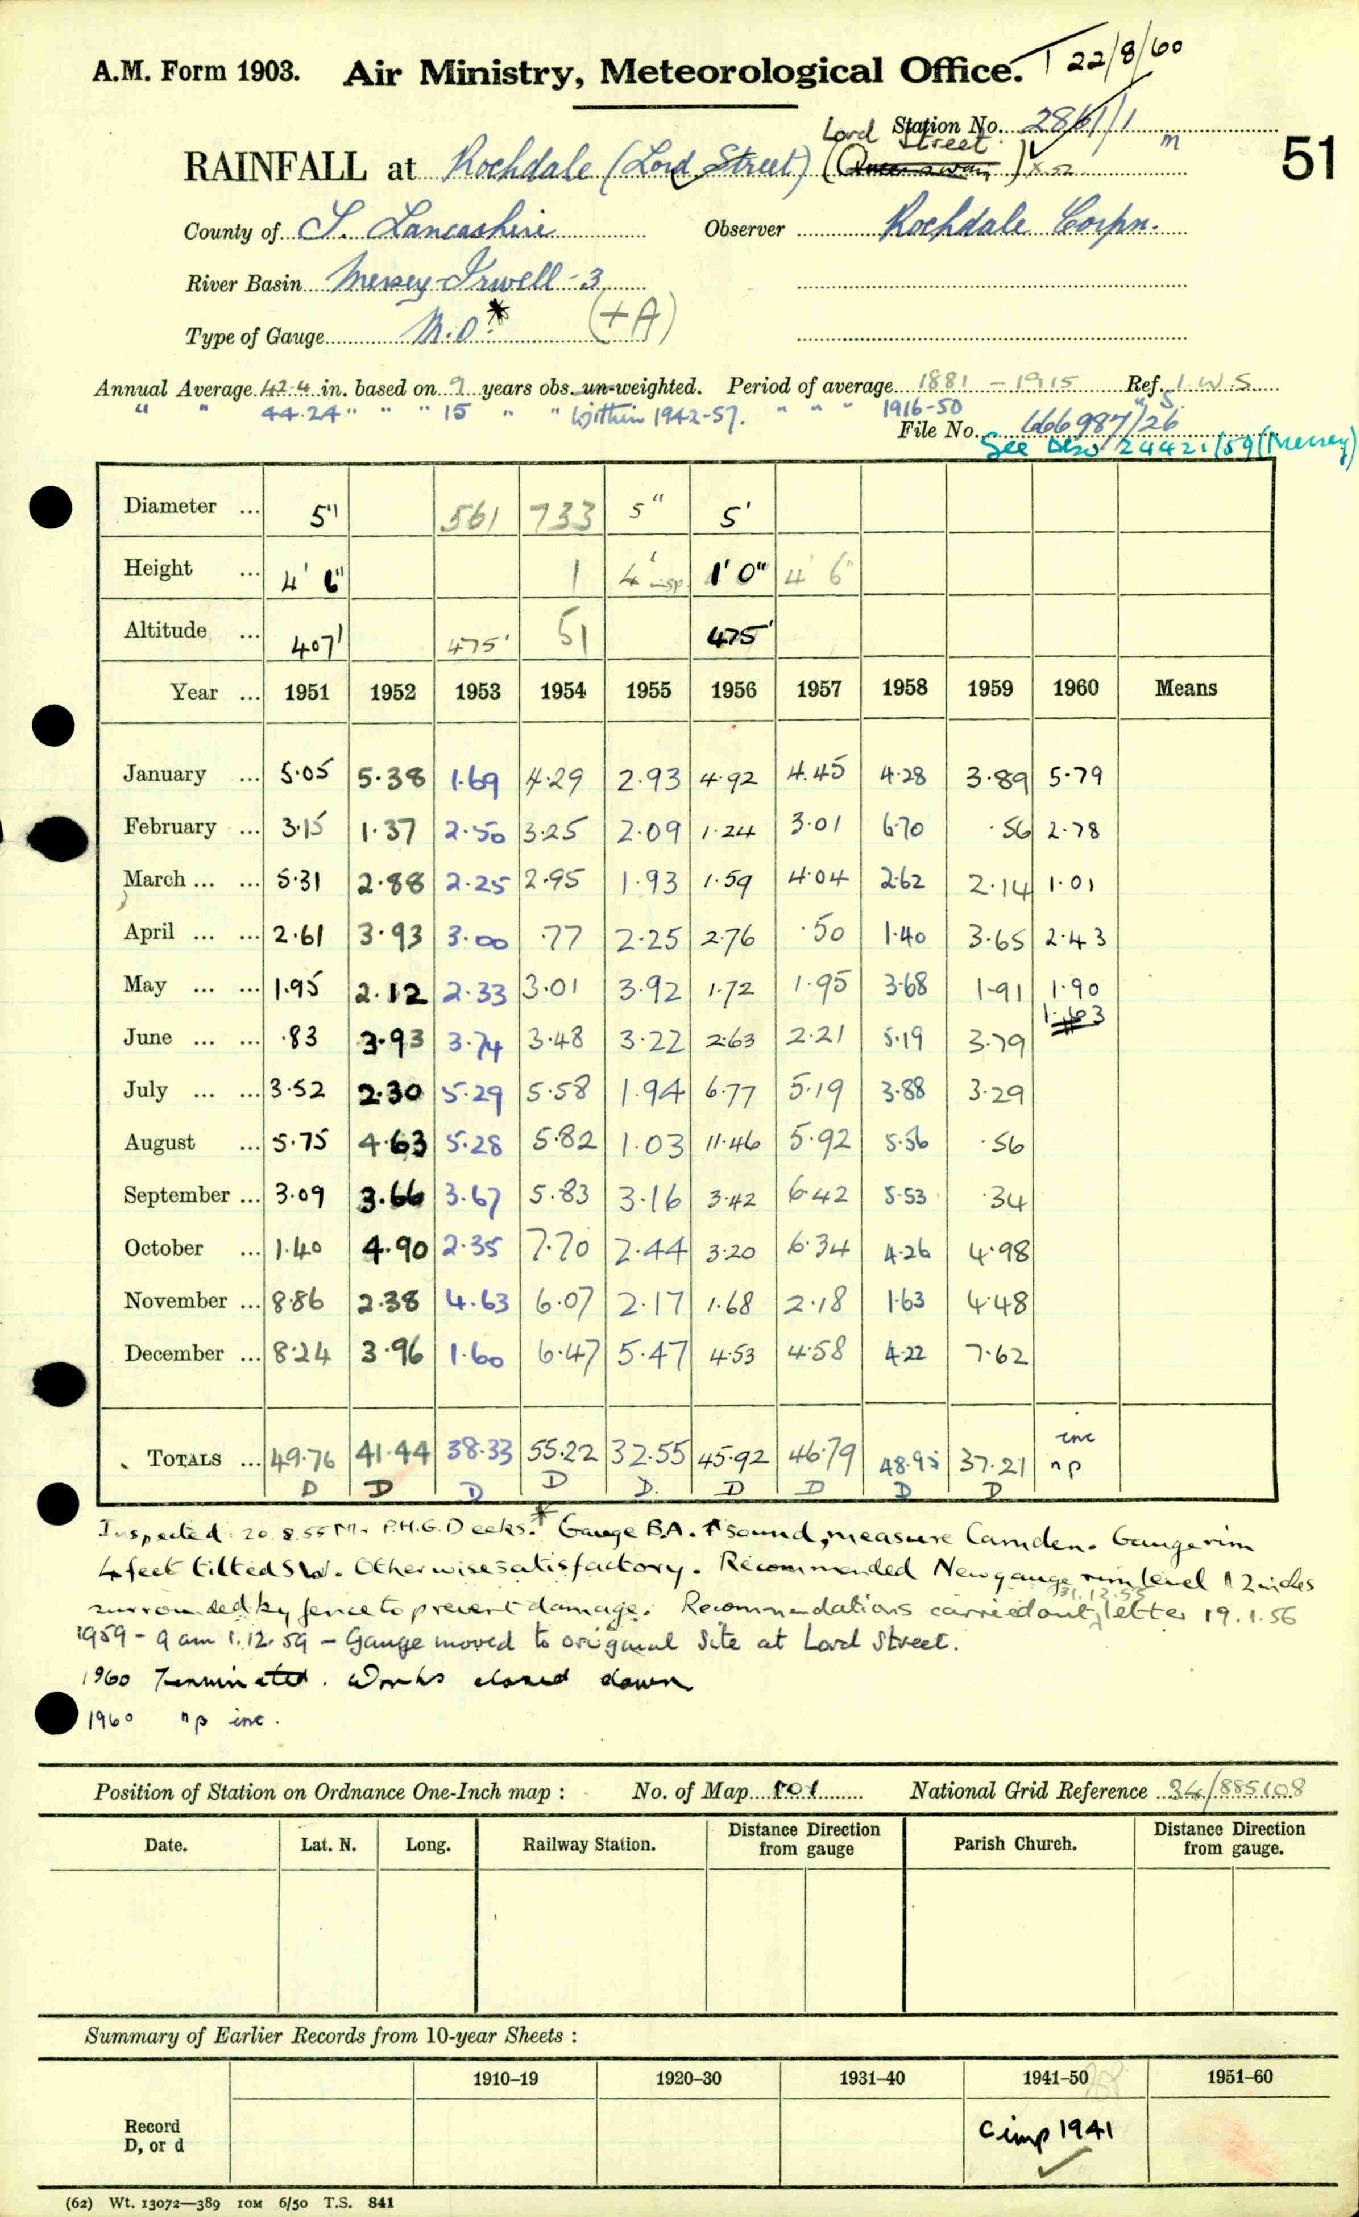 T 22/8/60
A.M. Form 1903. Air Ministry, Meteorological Office.
Station No. 2861/1 m
Lord Street
RAINFALL at Rochdale (Lord Street) (Queensway) 51
County of S. Lancashire Observer Rochdale Corpn.
River Basin Mersey-Irwell-3
Type of Gauge M.O.* (+A)
Annual Average 42.4 in. based on 9 years obs. un-weighted. Period of average 1881 - 1915 Ref. I.W.S
" " 44.24 " " " 15 " " " Within 1942-57. " " " 1916-50 " S.
File No. 466987/26
See Also 24421/59 (Mersey)
Diameter ... 5" 561 733 5" 5'
Height ... 4' 6" 1 4' insp. 1' 0" 4' 6"
Altitude ... 407' 475' 51 475'
Year ... 1951 1952 1953 1954 1955 1956 1957 1958 1959 1960 Means
January ... 5.05 5.38 1.69 4.29 2.93 4.92 4.45 4.28 3.89 5.79
February ... 3.15 1.37 2.50 3.25 2.09 1.24 3.01 6.70 .56 2.78
March ... ... 5.31 2.88 2.25 2.95 1.93 1.59 4.04 2.62 2.14 1.01
April ... ... 2.61 3.93 3.00 .77 2.25 2.76 .50 1.40 3.65 2.43
May ... ... 1.95 2.12 2.33 3.01 3.92 1.72 1.95 3.68 1.91 1.90
June ... ... .83 3.93 3.74 3.48 3.22 2.63 2.21 5.19 3.79 1.63
July ... ... 3.52 2.30 5.29 5.58 1.94 6.77 5.19 3.88 3.29
August ... 5.75 4.63 5.28 5.82 1.03 11.46 5.92 5.56 .56
September ... 3.09 3.66 3.67 5.83 3.16 3.42 6.42 5.53 .34
October ... 1.40 4.90 2.35 7.70 2.44 3.20 6.34 4.26 4.98
November ... 8.86 2.38 4.63 6.07 2.17 1.68 2.18 1.63 4.48
December ... 8.24 3.96 1.60 6.47 5.47 4.53 4.58 4.22 7.62
Totals ... 49.76 41.44 38.33 55.22 32.55 45.92 46.79 48.95 37.21 inc np
D D D D D. D D D D
Inspected 20.8.55 Mr. P.H.G. Deeks.* Gauge B.A. sound, measure Camden. Gauge rim
4 feet tilted SW. Otherwise satisfactory. Recommended New gauge rim level 12 inches
surrounded by fence to prevent damage. Recommendations carried out 31.12.55 letter 19.1.56
1959 - 9 am 1.12.59 - Gauge moved to original site at Lord Street.
1960 Terminated. Works closed down
1960 np inc.
Position of Station on Ordnance One-Inch map : No. of Map 101 National Grid Reference 34/885108
Date. Lat. N. Long. Railway Station. Distance Direction from gauge Parish Church. Distance Direction from gauge.
Summary of Earlier Records from 10-year Sheets :
1910–19 1920–30 1931–40 1941–50 1951–60
Record D, or d Cimp 1941
(62) Wt. 13072—389 10M 6/50 T.S. 841